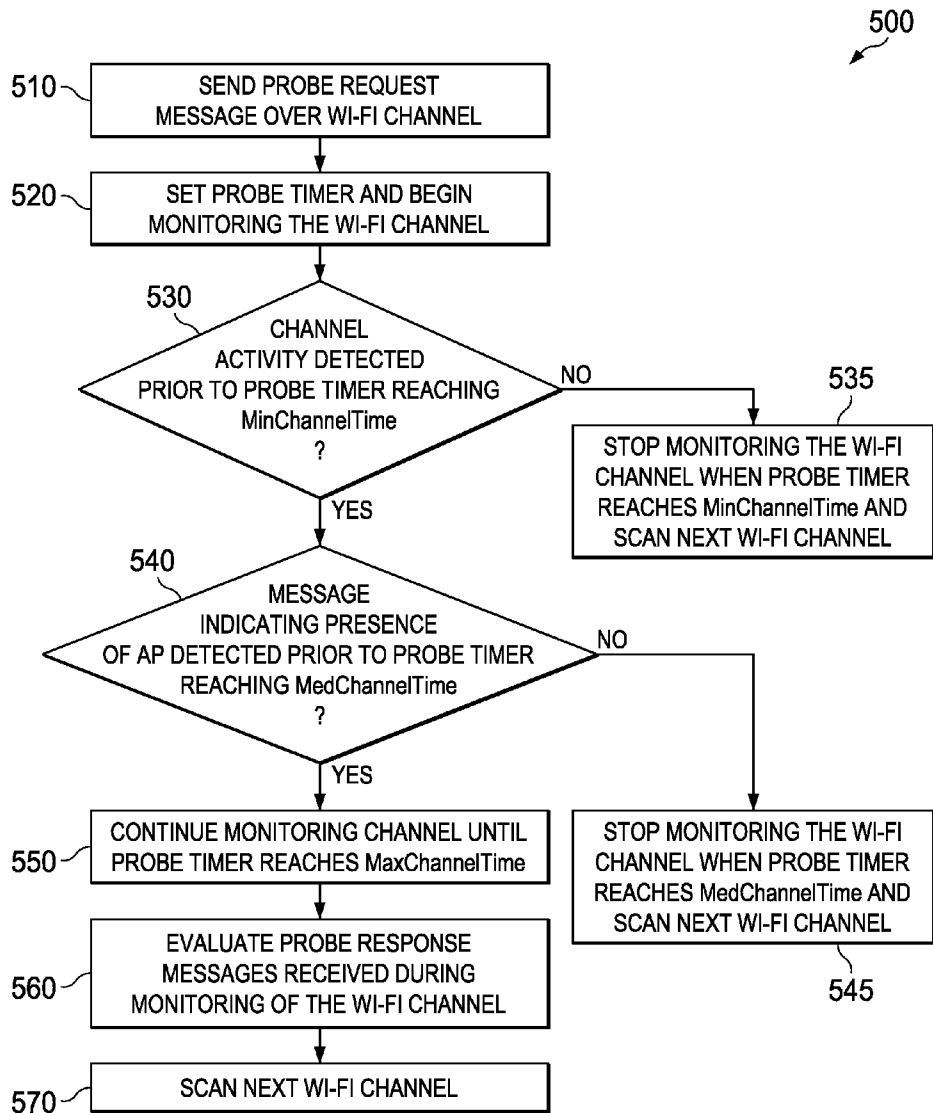 500
510
SEND PROBE REQUEST
MESSAGE OVER WI-FI CHANNEL
520
SET PROBE TIMER AND BEGIN
MONITORING THE WI-FI CHANNEL
530
CHANNEL
ACTIVITY DETECTED
PRIOR TO PROBE TIMER REACHING
MinChannelTime
?
NO
YES
535
STOP MONITORING THE WI-FI
CHANNEL WHEN PROBE TIMER
REACHES MinChannelTime AND
SCAN NEXT WI-FI CHANNEL
540
MESSAGE
INDICATING PRESENCE
OF AP DETECTED PRIOR TO PROBE TIMER
REACHING MedChannelTime
?
NO
YES
STOP MONITORING THE WI-FI
CHANNEL WHEN PROBE TIMER
REACHES MedChannelTime AND
SCAN NEXT WI-FI CHANNEL
545
550
CONTINUE MONITORING CHANNEL UNTIL
PROBE TIMER REACHES MaxChannelTime
560
EVALUATE PROBE RESPONSE
MESSAGES RECEIVED DURING
MONITORING OF THE WI-FI CHANNEL
570
SCAN NEXT WI-FI CHANNEL